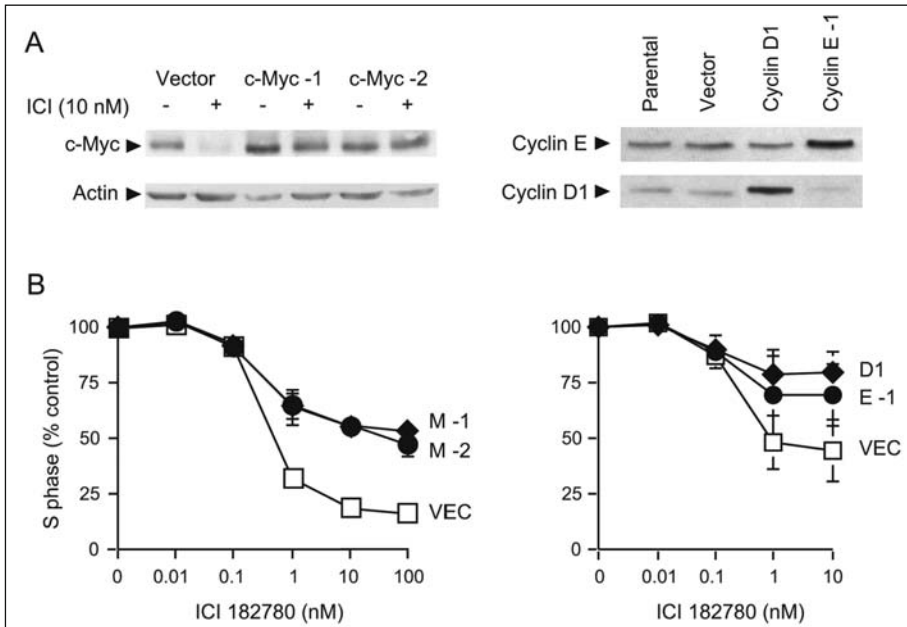 A
Vector c-Myc -1 c-Myc -2
ICI (10 nM) - + - + - +
c-Myc
Actin
Parental
Vector
Cyclin D1
Cyclin E -1
Cyclin E
Cyclin D1
B
S phase (% control)
100
75
50
25
0
0 0.01 0.1 1 10 100
ICI 182780 (nM)
M -1
M -2
VEC
100
75
50
25
0
0 0.01 0.1 1 10
ICI 182780 (nM)
D1
E -1
VEC